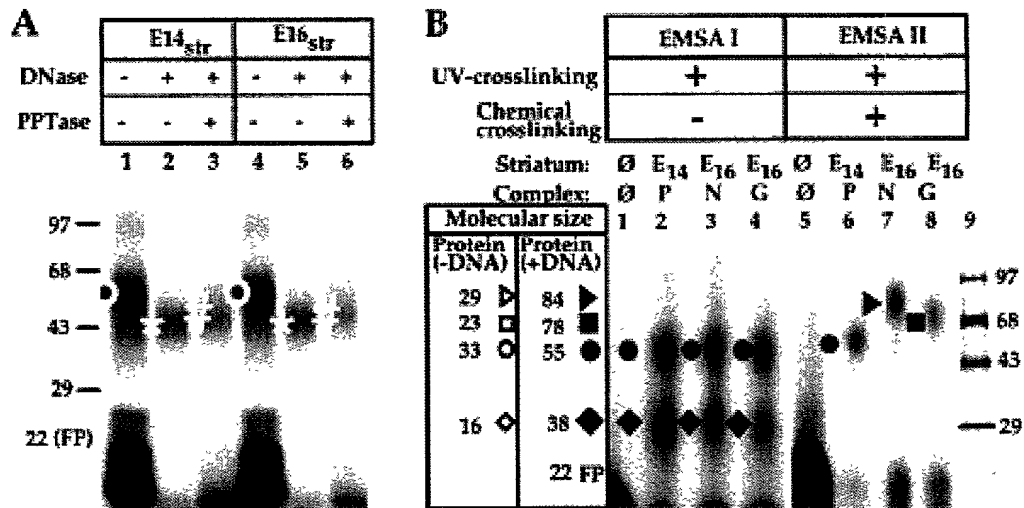 A
E14str E16str
DNase - + + - + +
PPTase - - + - - +
1 2 3 4 5 6
97
68
43
29
22 (FP)
B
EMSA I EMSA II
UV-crosslinking + +
Chemical crosslinking - +
Striatum: Ø E14 E16 E16 Ø E14 E16 E16
Complex: Ø P N G Ø P N G
Molecular size 1 2 3 4 5 6 7 8 9
Protein (-DNA) Protein (+DNA)
29 84
23 78
33 55
16 38
22 FP
97
68
43
29